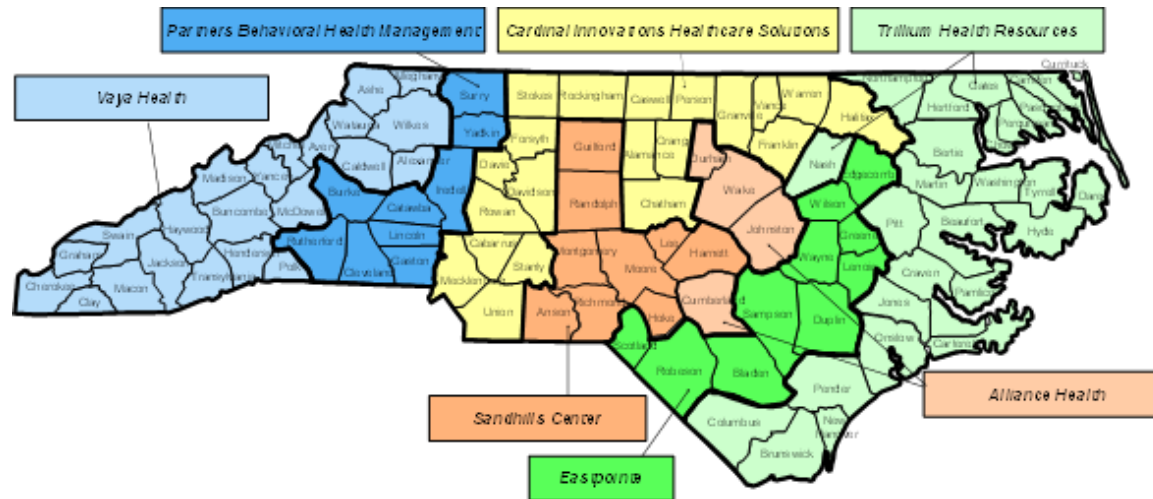 Partners Behavioral Health Management
Cardinal Innovations Healthcare Solutions
Trillium Health Resources
Vaya Health
Sandhills Center
Eastpointe
Alliance Health
Alleghany
Ashe
Surry
Stokes
Rockingham
Caswell
Person
Granville
Vance
Warren
Halifax
Northampton
Gates
Camden
Currituck
Hertford
Watauga
Wilkes
Yadkin
Forsyth
Guilford
Alamance
Orange
Durham
Franklin
Nash
Edgecomb
Bertie
Avery
Caldwell
Alexander
Iredell
Davie
Davidson
Randolph
Chatham
Wake
Wilson
Martin
Washington
Tyrrell
Dare
Madison
Yancey
Burke
Catawba
Rowan
Buncombe
McDowell
Johnston
Pitt
Beaufort
Hyde
Swain
Haywood
Rutherford
Lincoln
Cabarrus
Montgomery
Lee
Harnett
Wayne
Greene
Lenoir
Graham
Jackson
Henderson
Polk
Cleveland
Gaston
Stanly
Moore
Craven
Pamlico
Cherokee
Clay
Macon
Transylvania
Mecklenburg
Union
Anson
Richmond
Hoke
Cumberland
Sampson
Duplin
Jones
Onslow
Carteret
Scotland
Robeson
Bladen
Pender
Columbus
New
Hanover
Brunswick